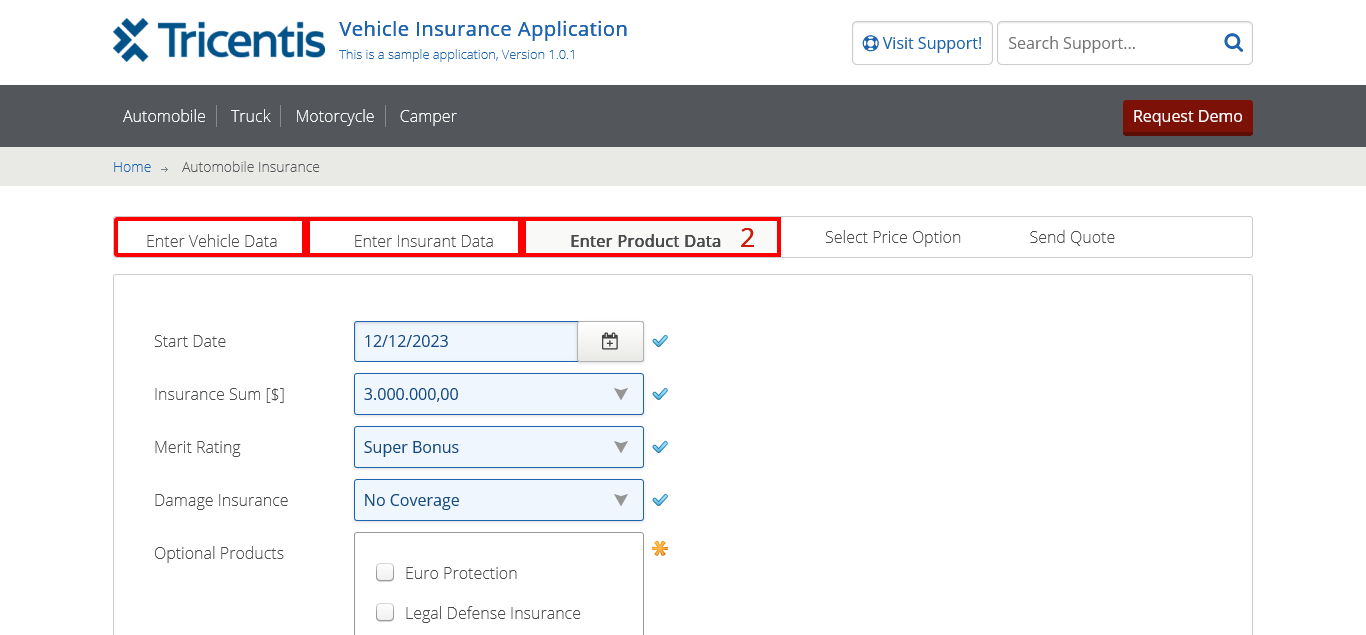 Tricentis
Vehicle Insurance Application
This is a sample application, Version 1.0.1
Visit Support!
Search Support...
Automobile
Truck
Motorcycle
Camper
Request Demo
Home → Automobile Insurance
Enter Vehicle Data
Enter Insurant Data
Enter Product Data 2
Select Price Option
Send Quote
Start Date
12/12/2023
Insurance Sum [$]
3.000.000,00
Merit Rating
Super Bonus
Damage Insurance
No Coverage
Optional Products
Euro Protection
Legal Defense Insurance